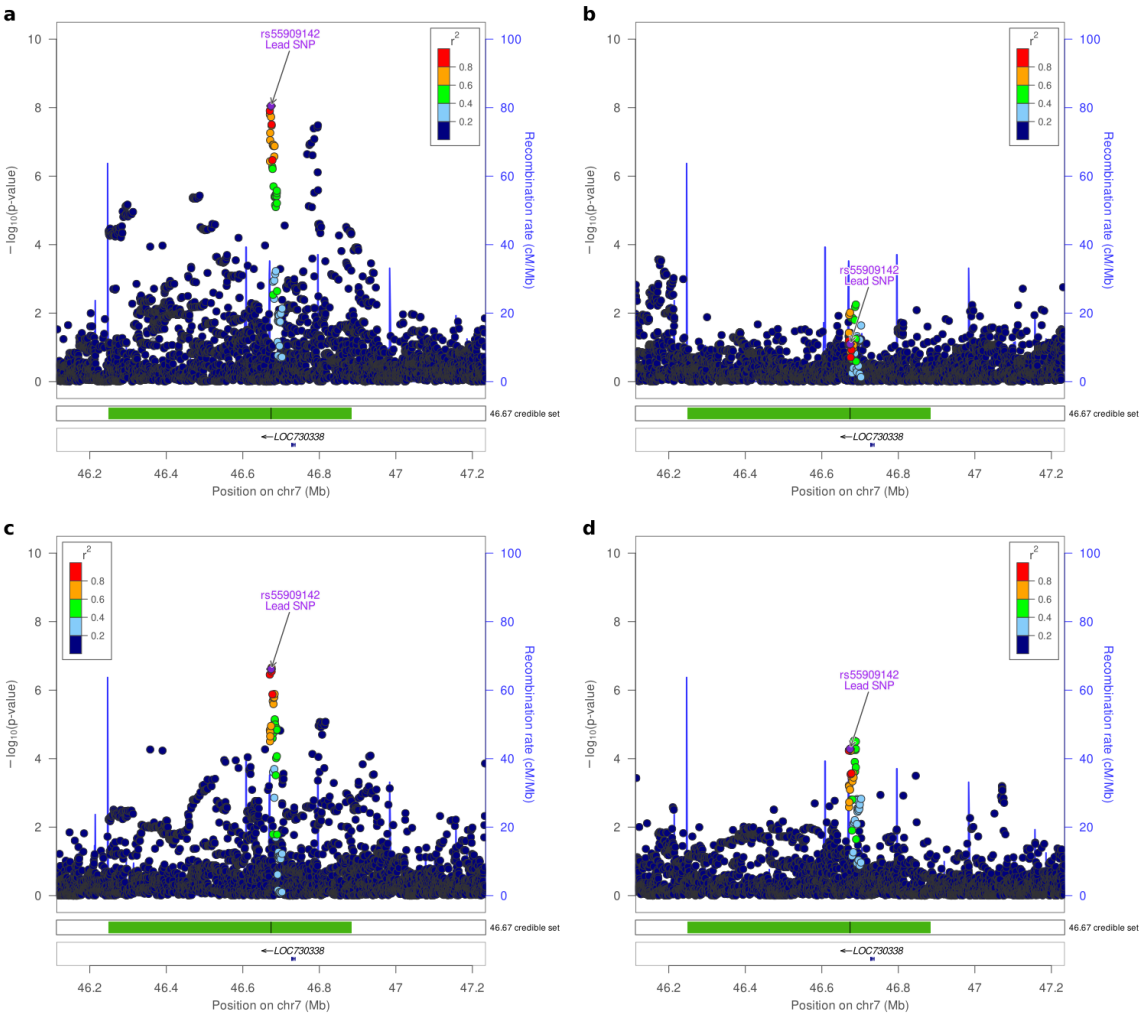 a
rs55909142
Lead SNP
r2
0.8
0.6
0.4
0.2
10
8
6
4
2
0
− log10(p-value)
100
80
60
40
20
0
Recombination rate (cM/Mb)
46.67 credible set
←LOC730338
46.2 46.4 46.6 46.8 47 47.2
Position on chr7 (Mb)
b
rs55909142
Lead SNP
r2
0.8
0.6
0.4
0.2
10
8
6
4
2
0
− log10(p-value)
100
80
60
40
20
0
Recombination rate (cM/Mb)
46.67 credible set
←LOC730338
46.2 46.4 46.6 46.8 47 47.2
Position on chr7 (Mb)
c
r2
0.8
0.6
0.4
0.2
rs55909142
Lead SNP
10
8
6
4
2
0
− log10(p-value)
100
80
60
40
20
0
Recombination rate (cM/Mb)
46.67 credible set
←LOC730338
46.2 46.4 46.6 46.8 47 47.2
Position on chr7 (Mb)
d
r2
0.8
0.6
0.4
0.2
rs55909142
Lead SNP
10
8
6
4
2
0
− log10(p-value)
100
80
60
40
20
0
Recombination rate (cM/Mb)
46.67 credible set
←LOC730338
46.2 46.4 46.6 46.8 47 47.2
Position on chr7 (Mb)